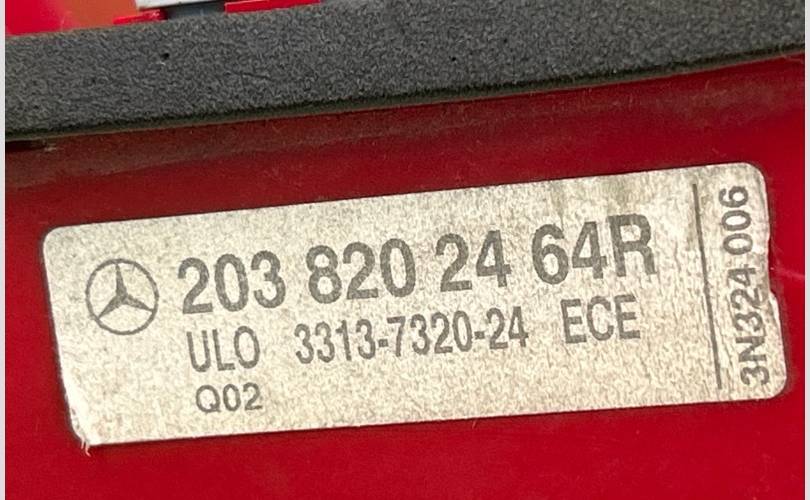 203 820 24 64R
ULO 3313-7320-24 ECE
Q02
3N324 006